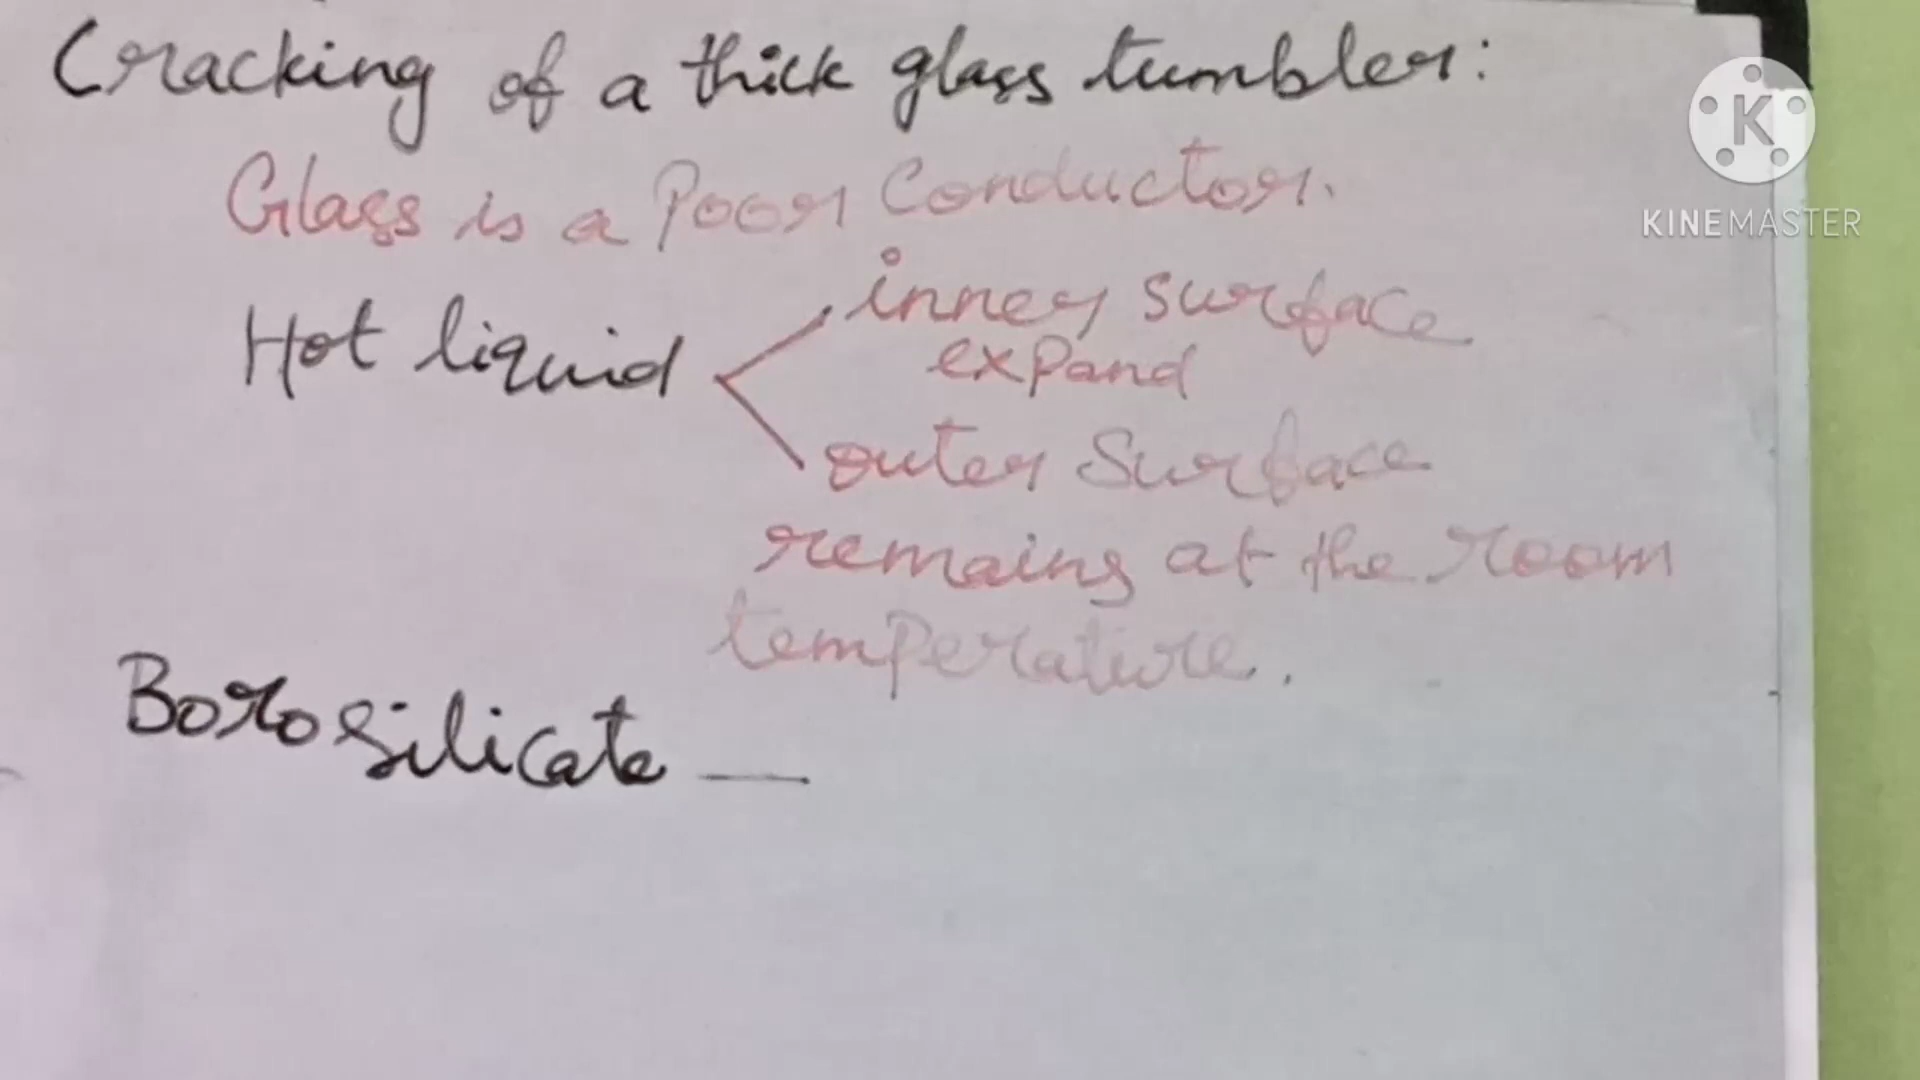 Cracking of a thick glass tumbler:
Glass is a Poor Conductor.
Hot liquid
inner surface
expand
outer Surface
remains at the room
temperature.
Borosilicate —
K
KINEMASTER